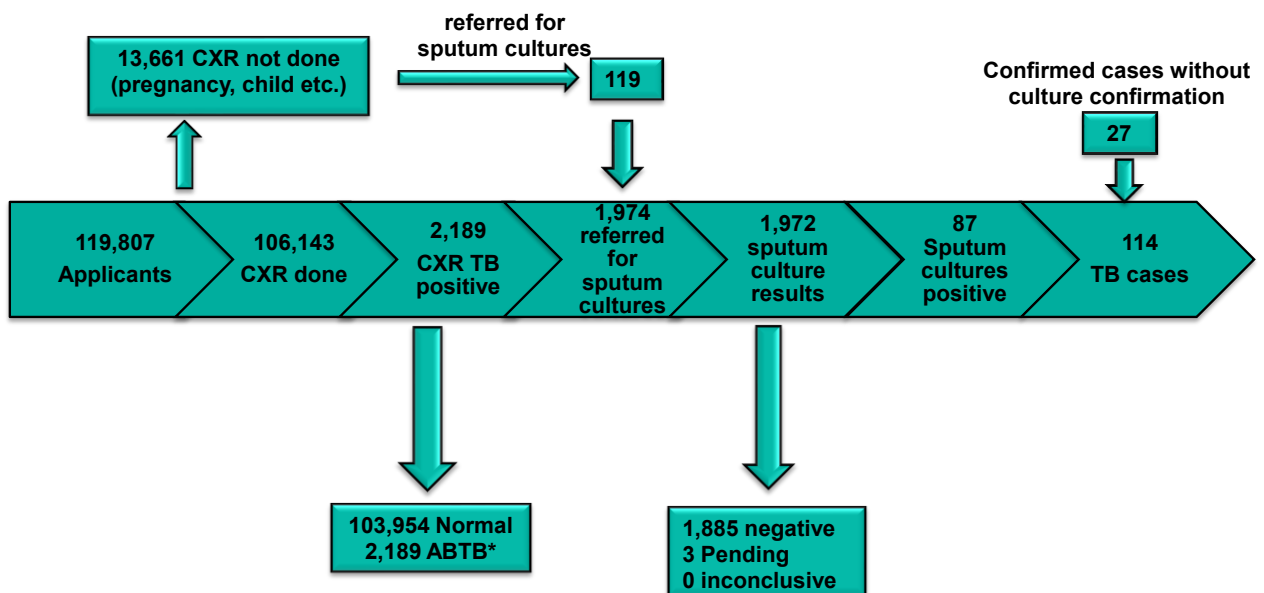 referred for
sputum cultures
13,661 CXR not done
(pregnancy, child etc.)
119
Confirmed cases without
culture confirmation
27
119,807
Applicants
106,143
CXR done
2,189
CXR TB
positive
1,974
referred
for
sputum
cultures
1,972
sputum
culture
results
87
Sputum
cultures
positive
114
TB cases
103,954 Normal
2,189 ABTB*
1,885 negative
3 Pending
0 inconclusive